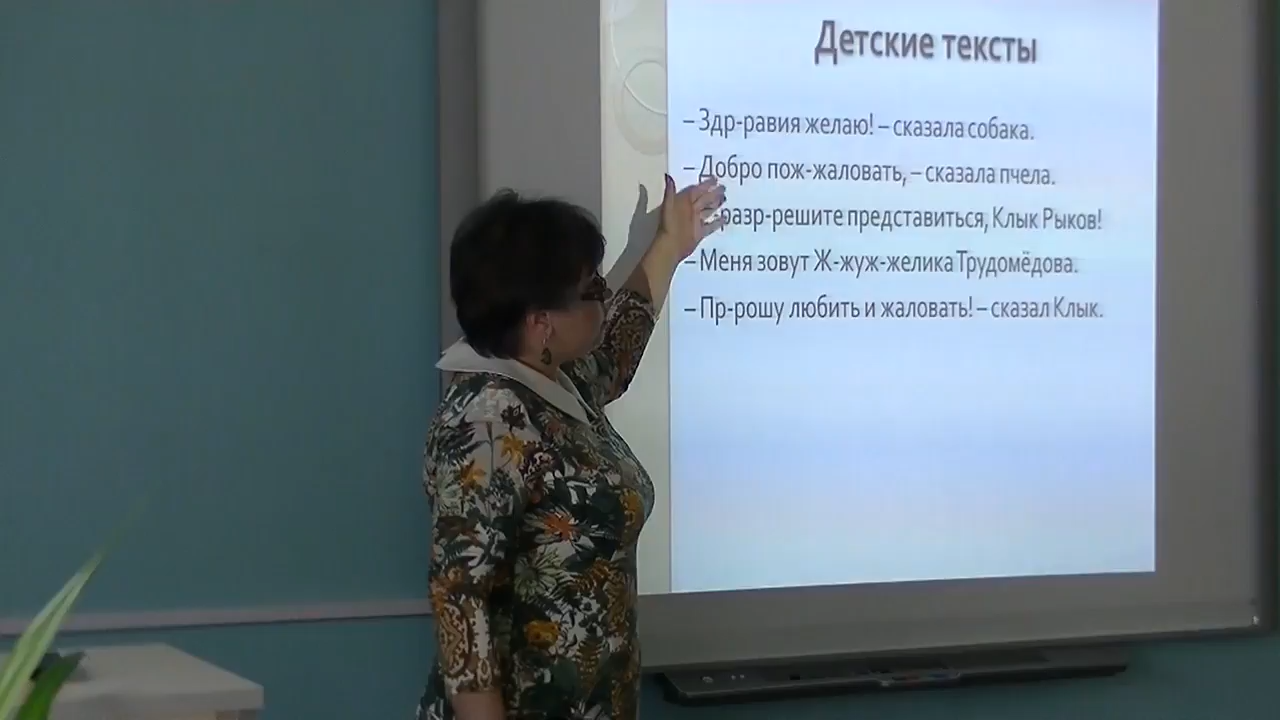 Детские тексты
– Здр-равия желаю! – сказала собака.
– Добро пож-жаловать, – сказала пчела.
-разр-решите представиться, Клык Рыков!
– Меня зовут Ж-жуж-желика Трудомёдова.
– Пр-рошу любить и жаловать! – сказал Клык.